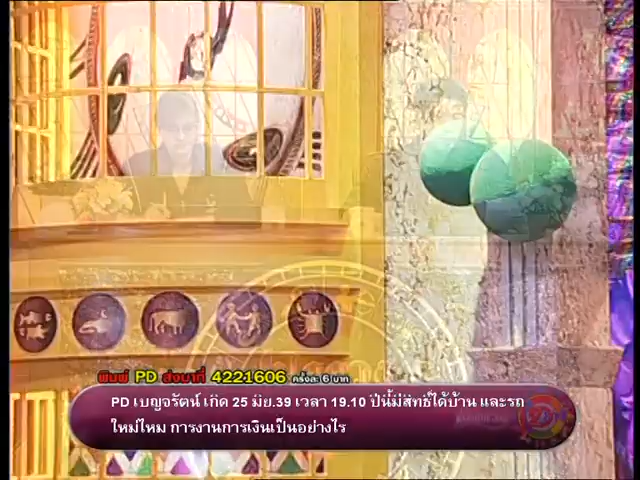 พิมพ์ PD ส่งมาที่ 4221606 ครั้งละ 6 บาท
PD เบญจรัตน์ เกิด 25 มิย.39 เวลา 19.10 ปีนี้มีสิทธิ์ได้บ้าน และรถ
ใหม่ไหม การงานการเงินเป็นอย่างไร